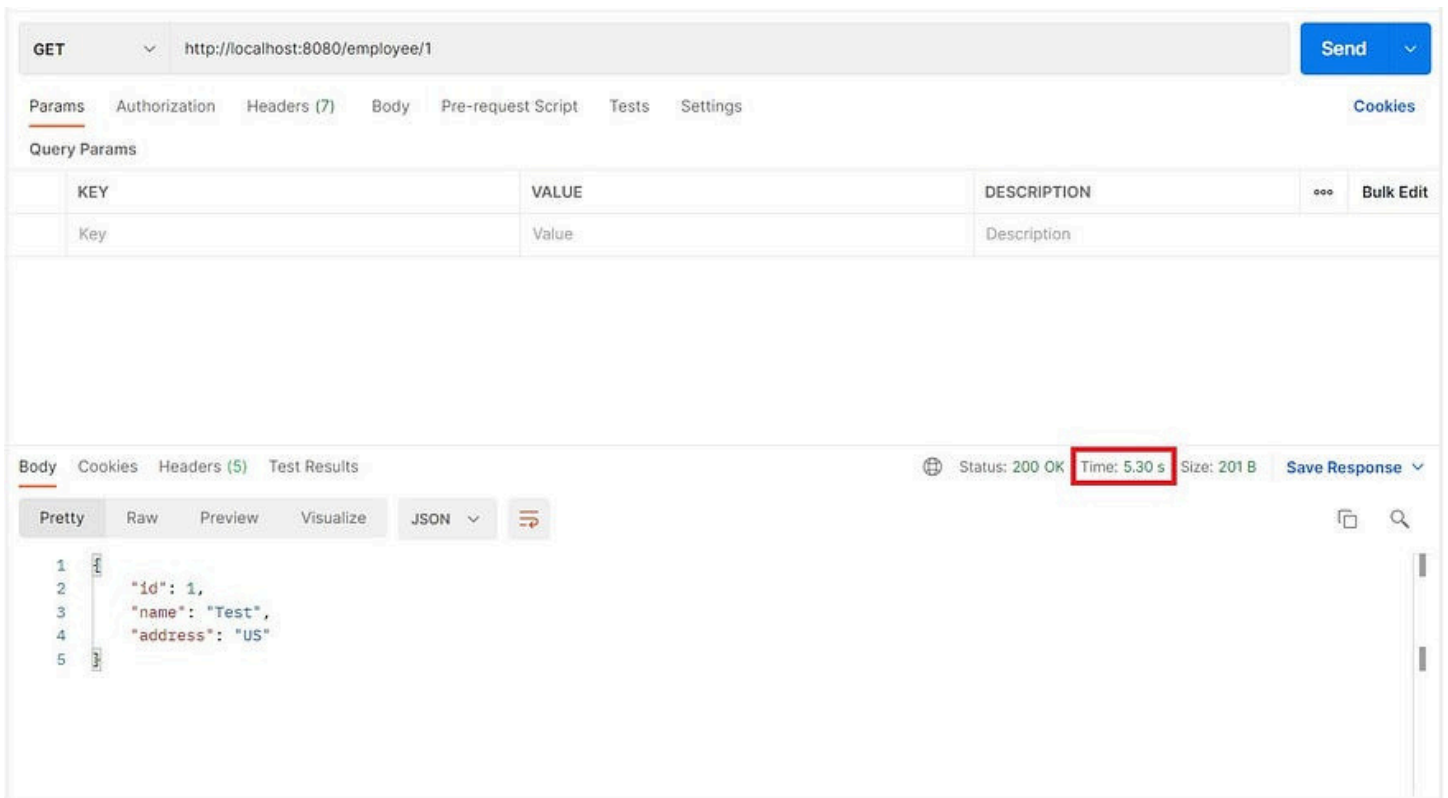 GET http://localhost:8080/employee/1 Send
Params Authorization Headers (7) Body Pre-request Script Tests Settings Cookies
Query Params
KEY VALUE DESCRIPTION ooo Bulk Edit
Key Value Description
Body Cookies Headers (5) Test Results Status: 200 OK Time: 5.30 s Size: 201 B Save Response
Pretty Raw Preview Visualize JSON
1 {
2 "id": 1,
3 "name": "Test",
4 "address": "US"
5 }